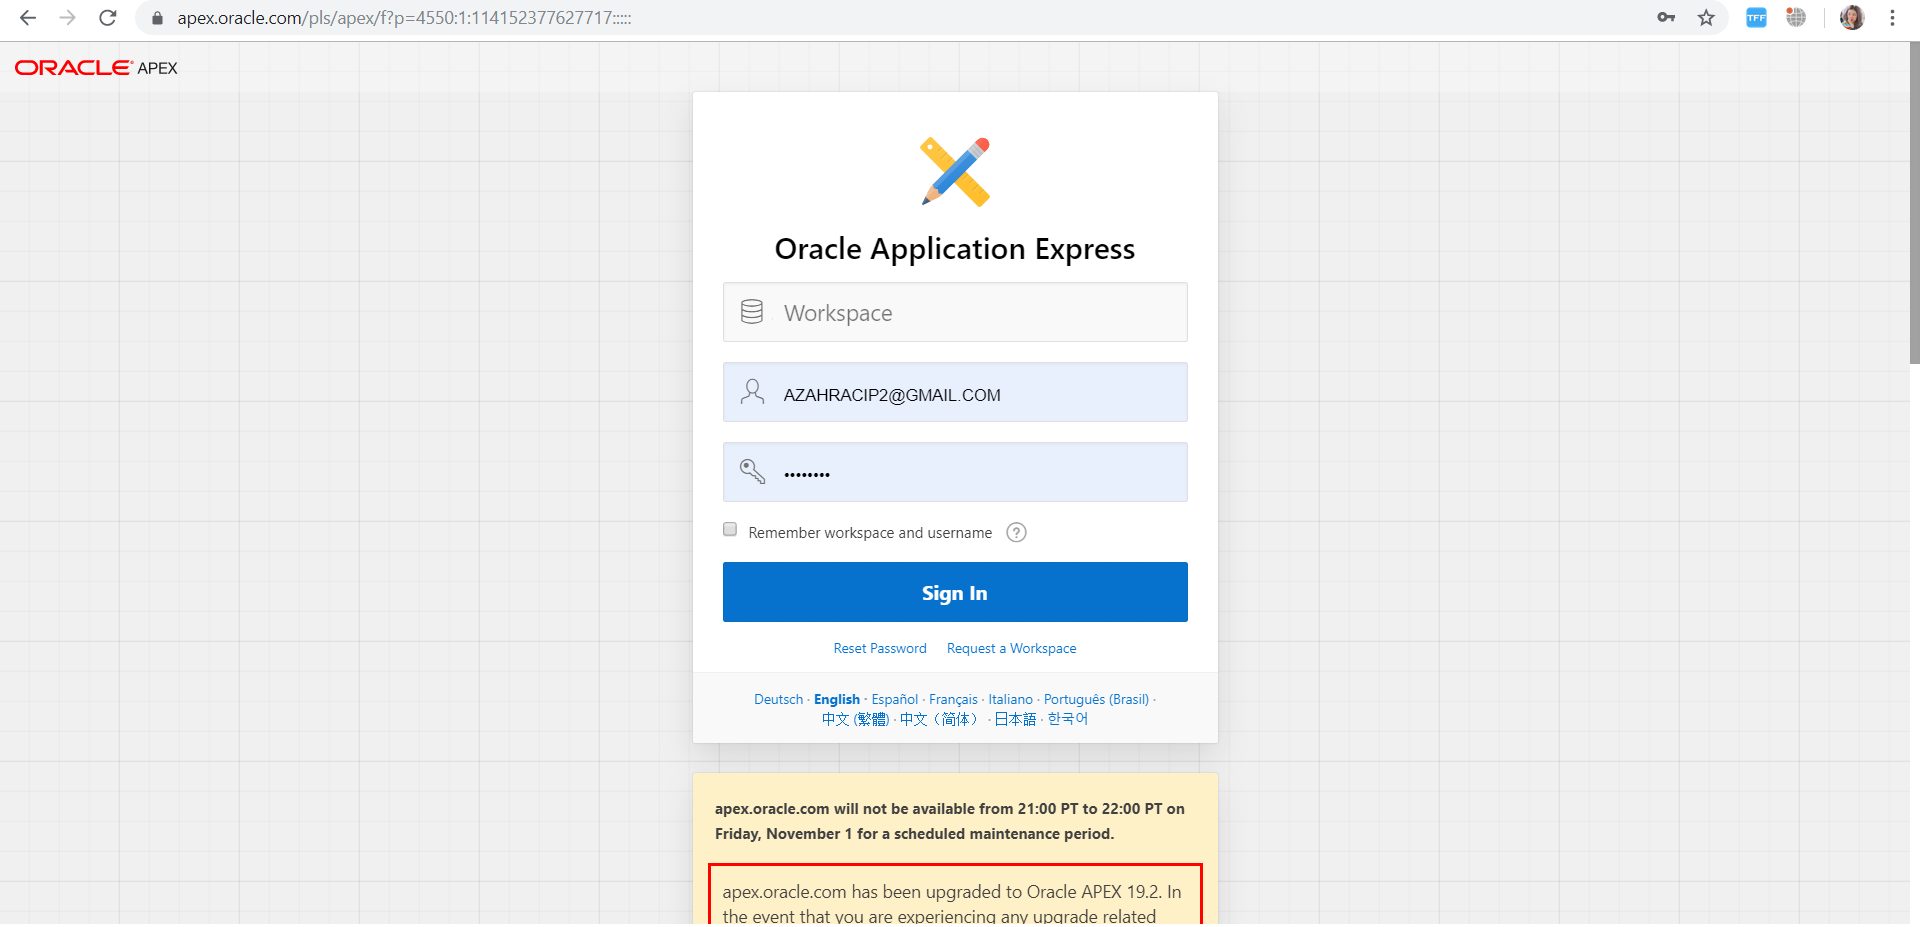 apex.oracle.com/pls/apex/f?p=4550:1:114152377627717:::::
TFF
ORACLE® APEX
Oracle Application Express
Workspace
AZAHRACIP2@GMAIL.COM
••••••••
Remember workspace and username ?
Sign In
Reset Password Request a Workspace
Deutsch · English · Español · Français · Italiano · Português (Brasil) ·
中文 (繁體) · 中文（简体） · 日本語 · 한국어
apex.oracle.com will not be available from 21:00 PT to 22:00 PT on
Friday, November 1 for a scheduled maintenance period.
apex.oracle.com has been upgraded to Oracle APEX 19.2. In
the event that you are experiencing any upgrade related